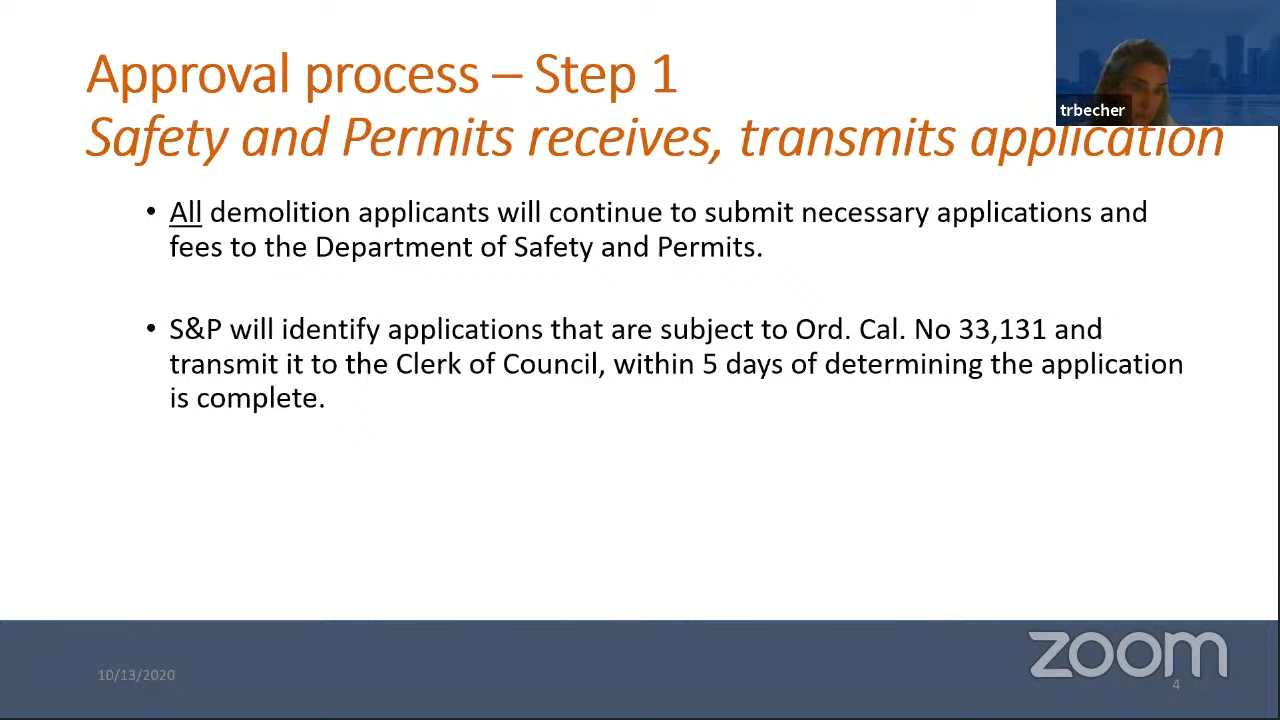 Approval process – Step 1
trbecher
Safety and Permits receives, transmits application
• All demolition applicants will continue to submit necessary applications and
fees to the Department of Safety and Permits.
• S&P will identify applications that are subject to Ord. Cal. No 33,131 and
transmit it to the Clerk of Council, within 5 days of determining the application
is complete.
zoom
10/13/2020
4